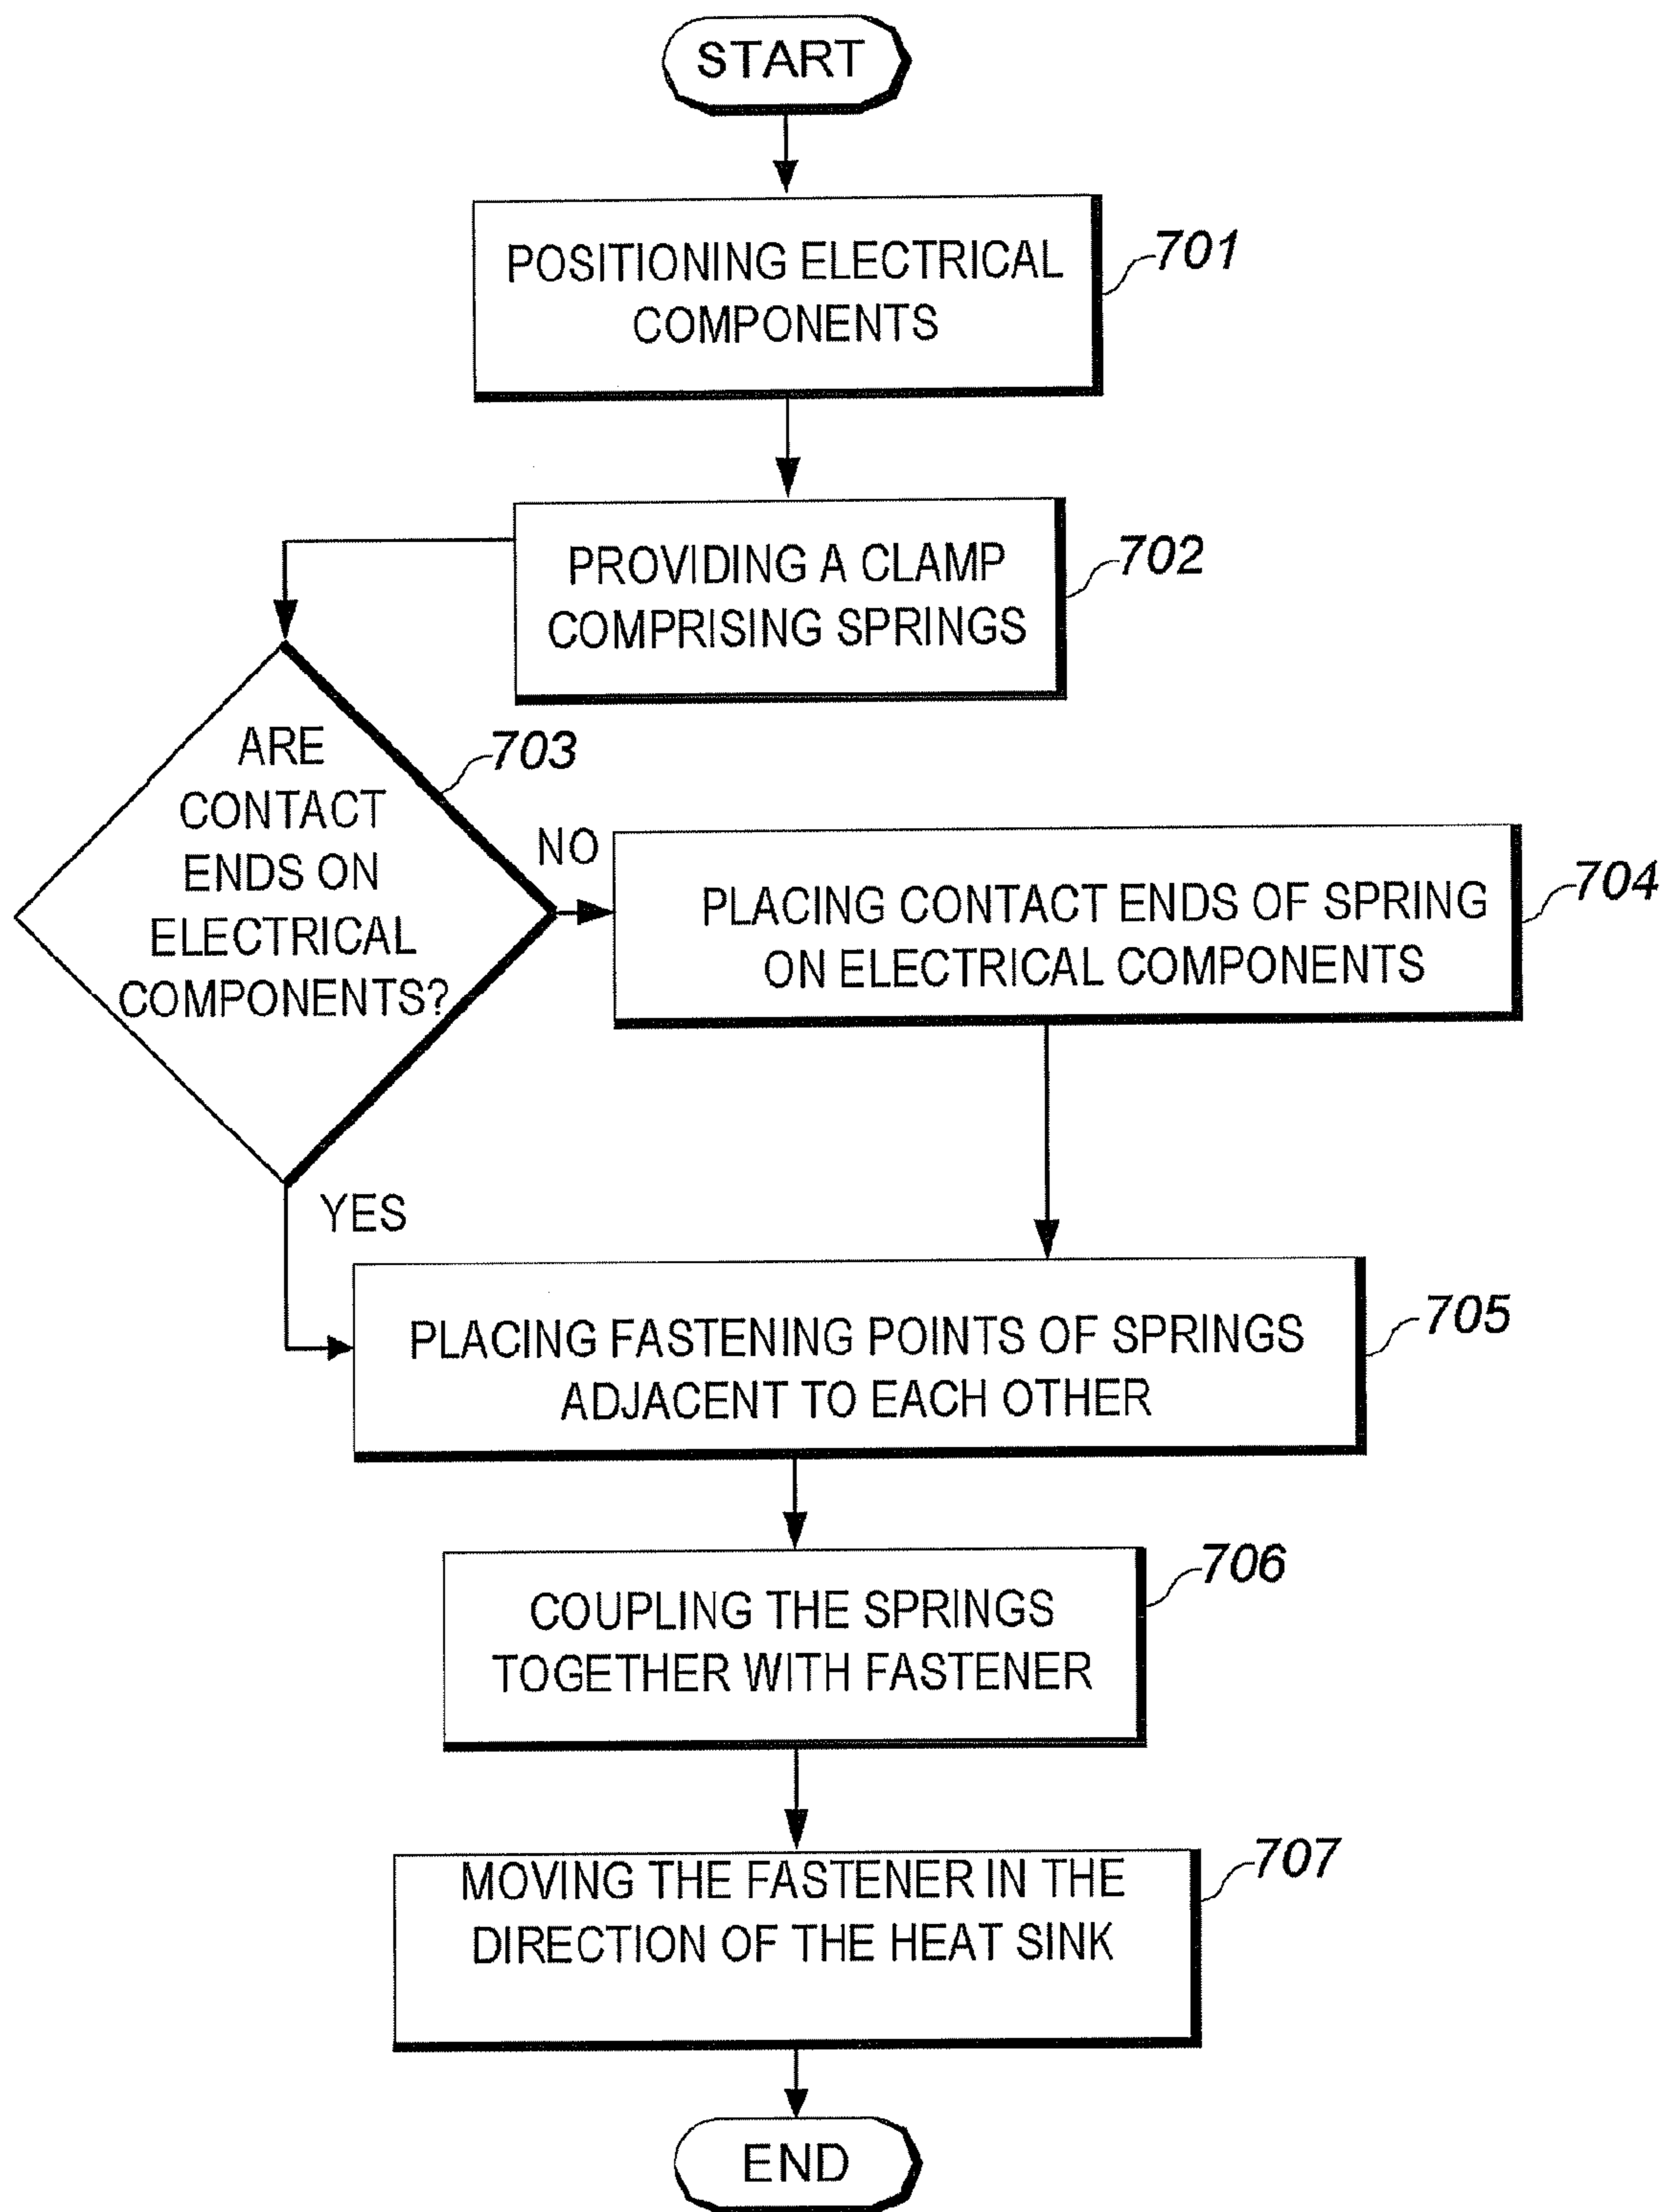 START
POSITIONING ELECTRICAL
COMPONENTS
701
PROVIDING A CLAMP
COMPRISING SPRINGS
702
ARE
CONTACT
ENDS ON
ELECTRICAL
COMPONENTS?
703
NO
PLACING CONTACT ENDS OF SPRING
ON ELECTRICAL COMPONENTS
704
YES
PLACING FASTENING POINTS OF SPRINGS
ADJACENT TO EACH OTHER
705
COUPLING THE SPRINGS
TOGETHER WITH FASTENER
706
MOVING THE FASTENER IN THE
DIRECTION OF THE HEAT SINK
707
END